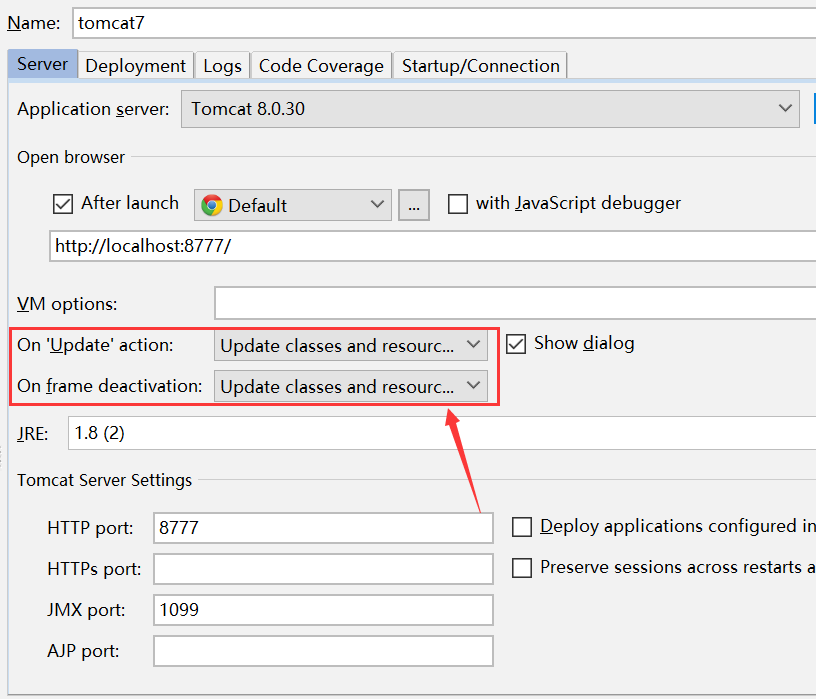 Name: tomcat7
Server Deployment Logs Code Coverage Startup/Connection
Application server: Tomcat 8.0.30
Open browser
After launch Default ... with JavaScript debugger
http://localhost:8777/
VM options:
On 'Update' action: Update classes and resourc... Show dialog
On frame deactivation: Update classes and resourc...
JRE: 1.8 (2)
Tomcat Server Settings
HTTP port: 8777 Deploy applications configured in
HTTPs port: Preserve sessions across restarts a
JMX port: 1099
AJP port: